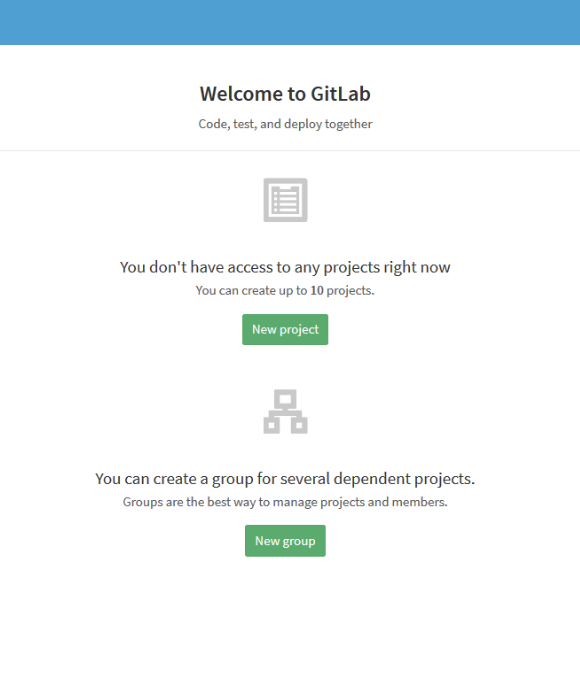 Welcome to GitLab
Code, test, and deploy together
You don't have access to any projects right now
You can create up to 10 projects.
New project
You can create a group for several dependent projects.
Groups are the best way to manage projects and members.
New group